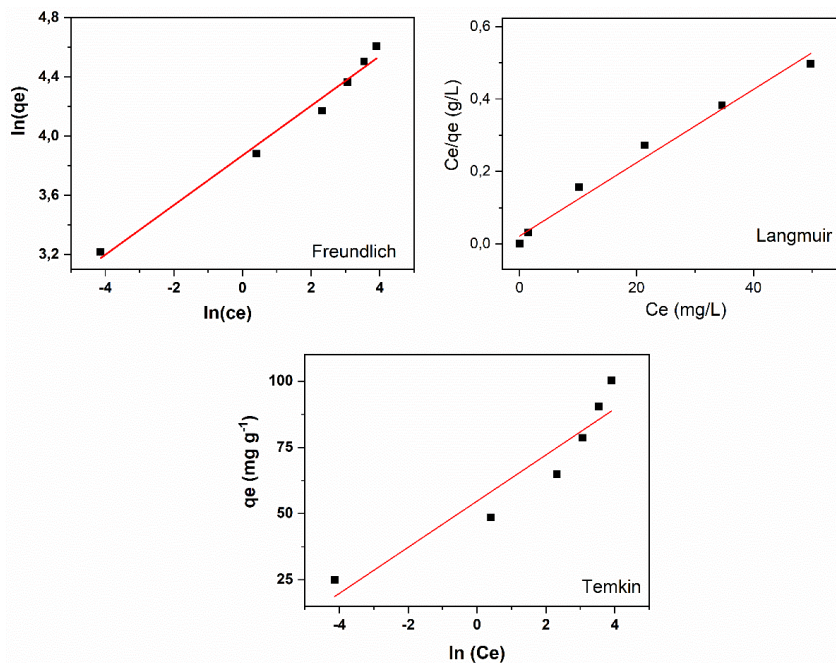 ln(qe)
4,8
4,4
4,0
3,6
3,2
-4
-2
0
2
4
ln(ce)
Freundlich
Ce/qe (g/L)
0,6
0,4
0,2
0,0
0
20
40
Ce (mg/L)
Langmuir
qe (mg g⁻¹)
100
75
50
25
-4
-2
0
2
4
ln (Ce)
Temkin